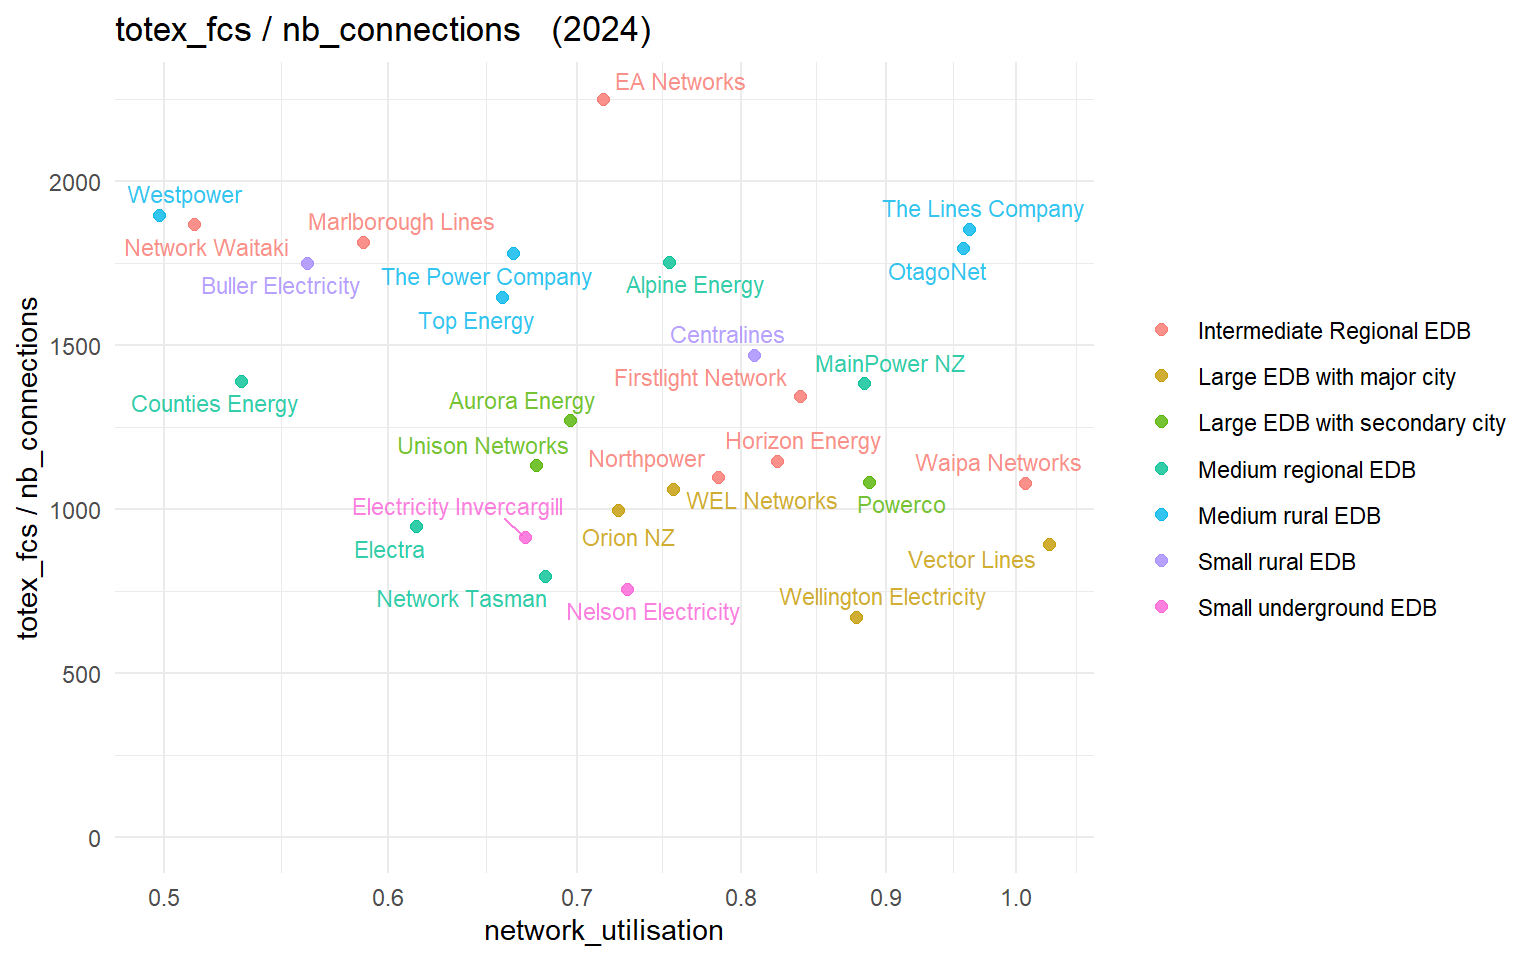 totex_fcs / nb_connections (2024)
EA Networks
2000
Westpower
The Lines Company
Marlborough Lines
Network Waitaki
OtagoNet
The Power Company
Buller Electricity
Alpine Energy
Top Energy
Centralines
1500
MainPower NZ
Firstlight Network
Counties Energy
Aurora Energy
Horizon Energy
Unison Networks
Northpower
Waipa Networks
WEL Networks
Powerco
Electricity Invercargill
1000
Orion NZ
Electra
Vector Lines
Wellington Electricity
Network Tasman
Nelson Electricity
500
0
totex_fcs / nb_connections
0.5 0.6 0.7 0.8 0.9 1.0
network_utilisation
Intermediate Regional EDB
Large EDB with major city
Large EDB with secondary city
Medium regional EDB
Medium rural EDB
Small rural EDB
Small underground EDB